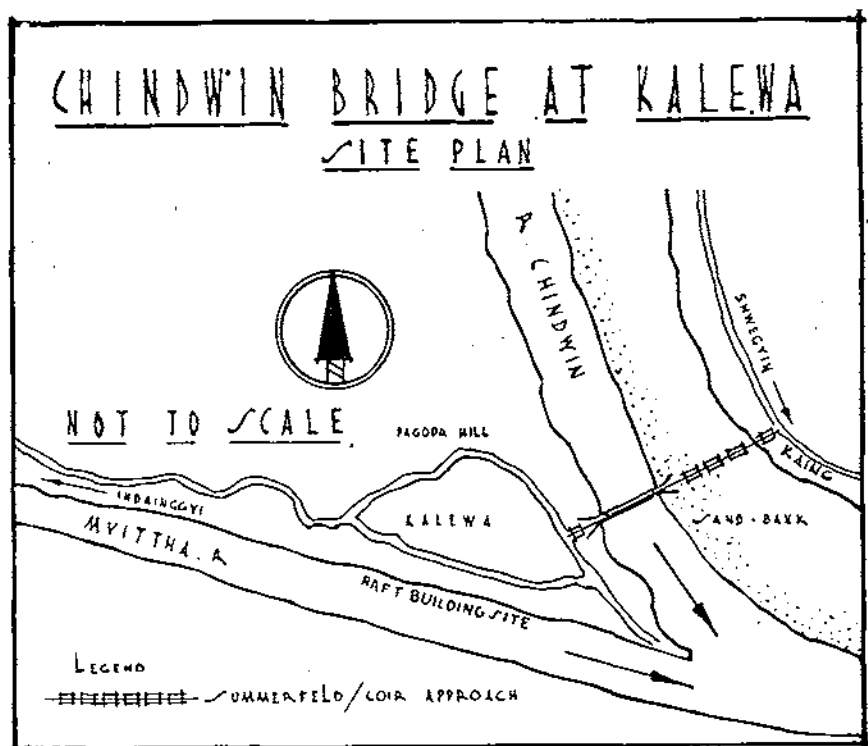 CHINDWIN BRIDGE AT KALEWA
SITE PLAN
R CHINDWIN
SHWEGYIN
NOT TO SCALE.
PAGODA HILL
KAING
INDAINGGYI
KALEWA
SAND-BANK
MYITTHA. R
RAFT BUILDING SITE
LEGEND
SUMMERFELD/COIR APPROACH